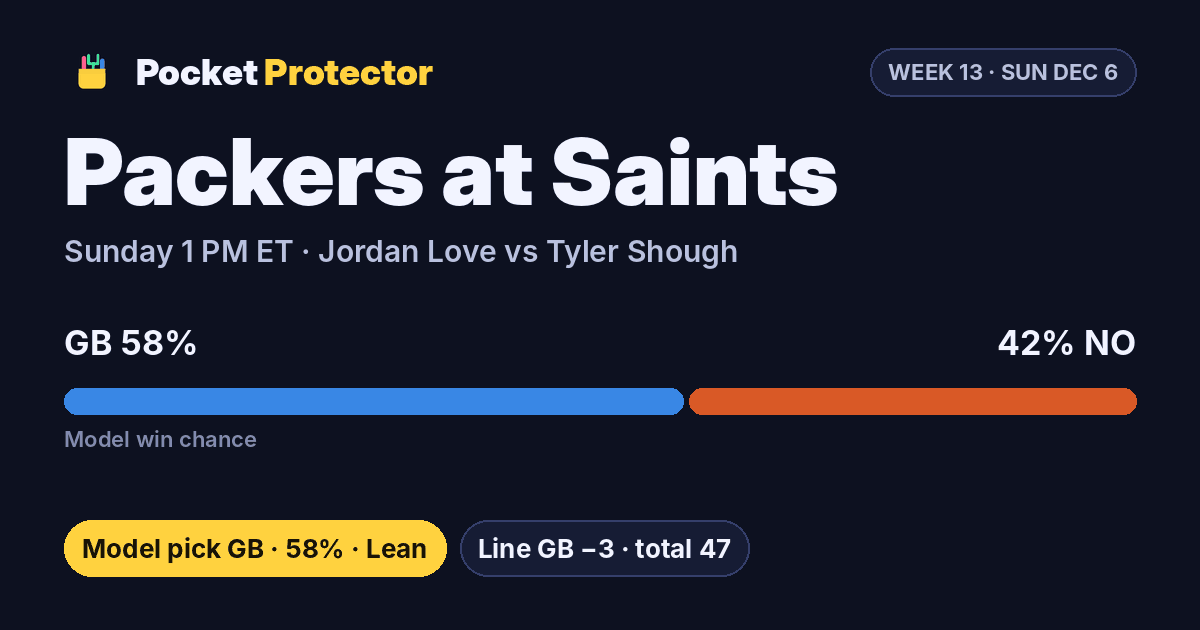 Pocket Protector
WEEK 13 · SUN DEC 6
Packers at Saints
Sunday 1 PM ET · Jordan Love vs Tyler Shough
GB 58%
42% NO
Model win chance
Model pick GB · 58% · Lean
Line GB −3 · total 47